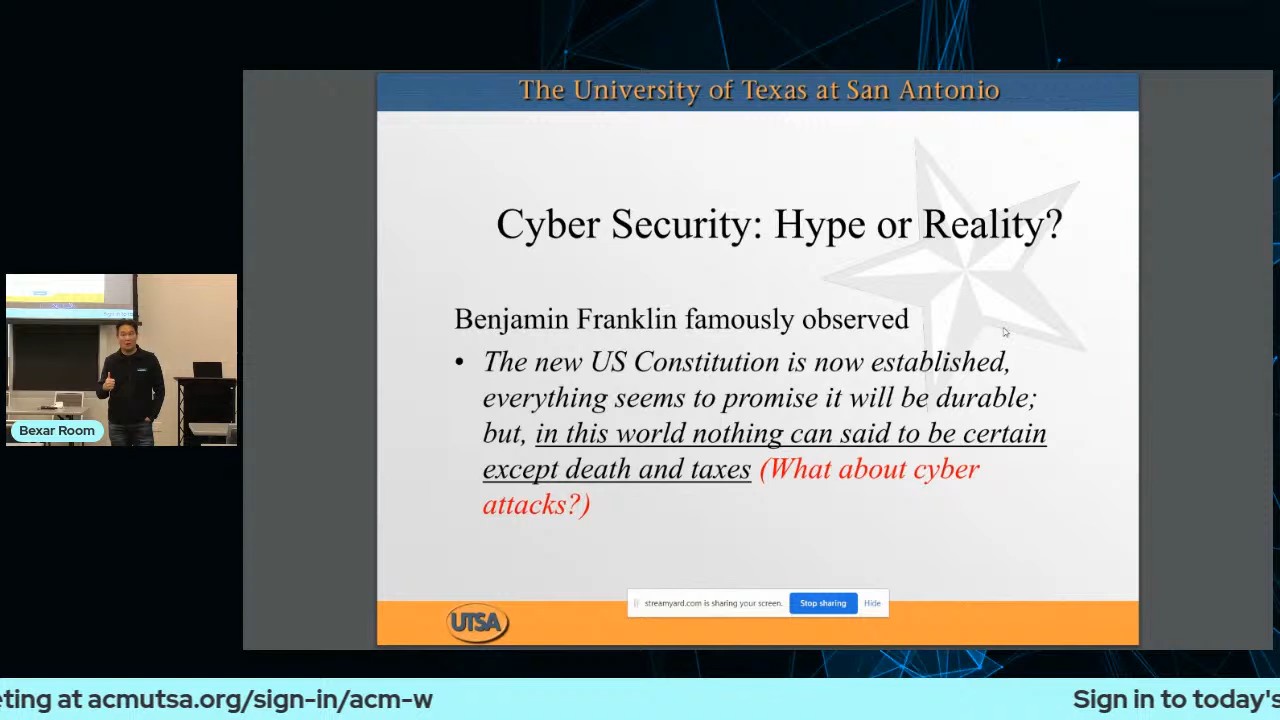 The University of Texas at San Antonio
Cyber Security: Hype or Reality?
Benjamin Franklin famously observed
• The new US Constitution is now established,
everything seems to promise it will be durable;
but, in this world nothing can said to be certain
except death and taxes (What about cyber
attacks?)
Bexar Room
streamyard.com is sharing your screen.
Stop sharing
Hide
UTSA
eting at acmutsa.org/sign-in/acm-w
Sign in to today's